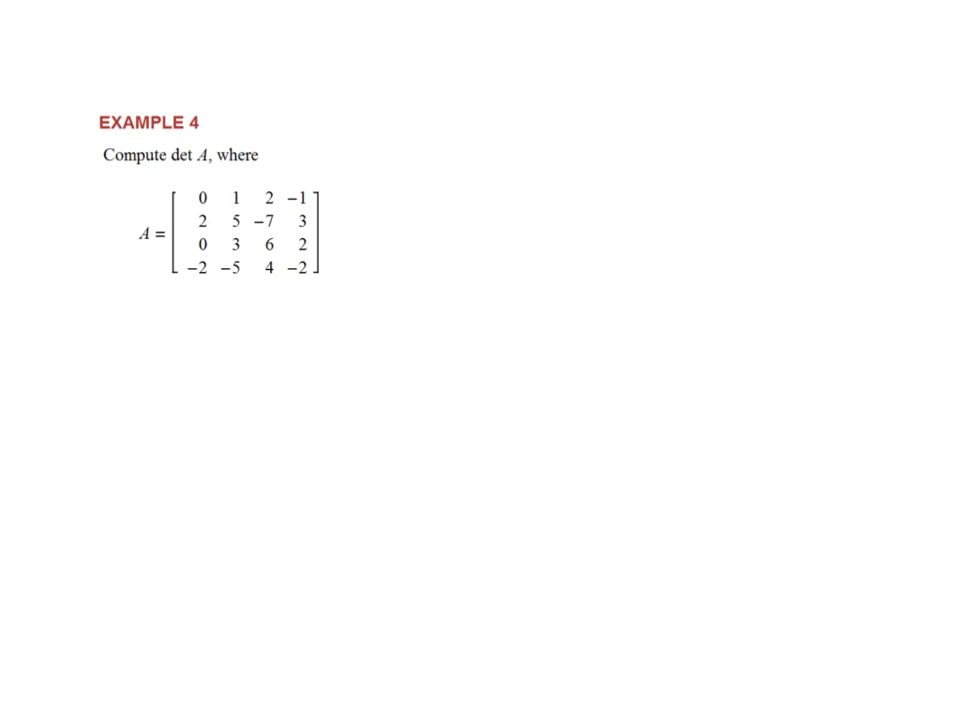 EXAMPLE 4
Compute det A, where
A =
0 1 2 −1
2 5 −7 3
0 3 6 2
−2 −5 4 −2